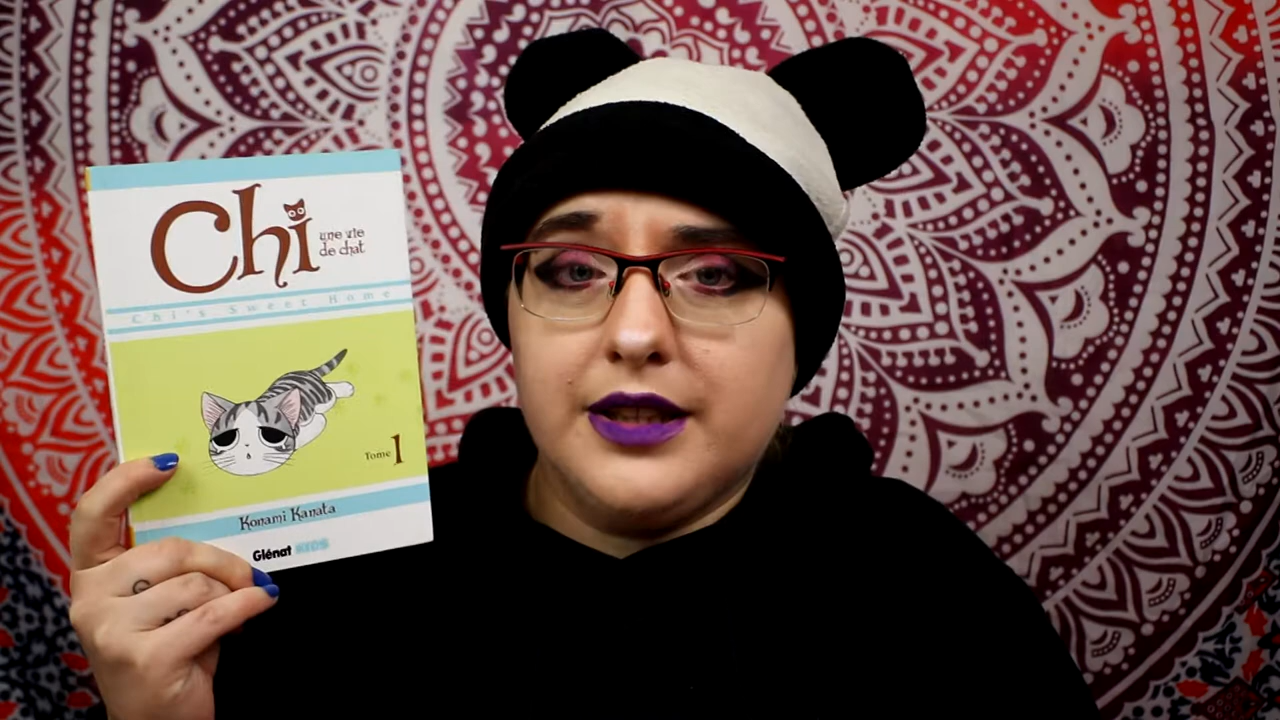 Chi
une vie
de chat
Chi's Sweet Home
Tome 1
Konami Kanata
Glénat KIDS